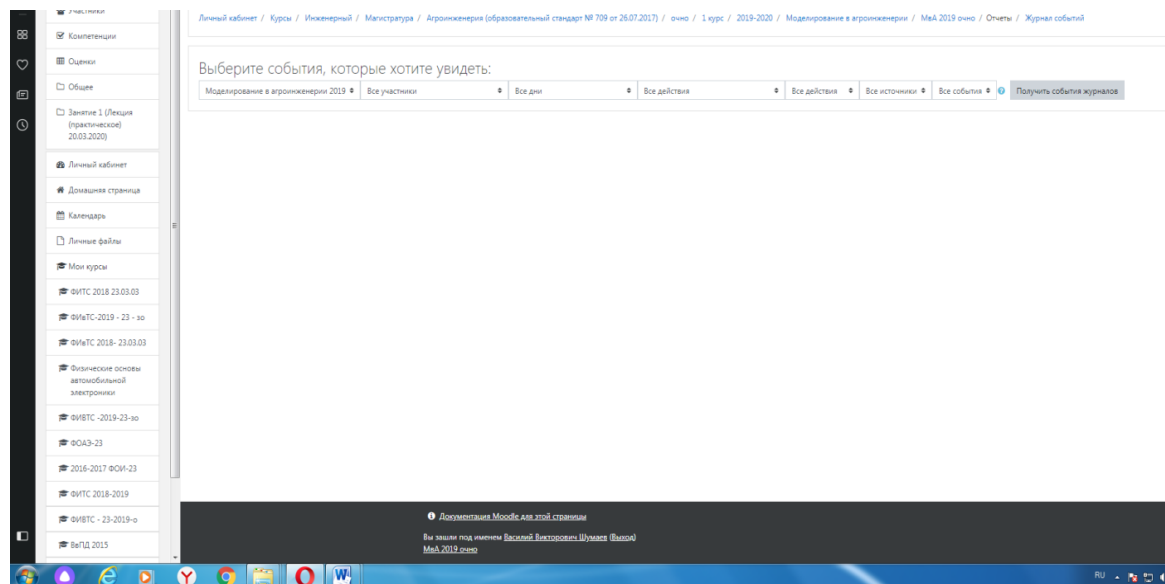 Участники
Компетенции
Оценки
Общее
Занятие 1 (Лекция
(практическое)
20.03.2020)
Личный кабинет
Домашняя страница
Календарь
Личные файлы
Мои курсы
ФИТС 2018 23.03.03
ФИвТС-2019 - 23 - зо
ФИвТС 2018- 23.03.03
Физические основы
автомобильной
электроники
ФИВТС -2019-23-зо
ФОАЭ-23
2016-2017 ФОИ-23
ФИТС 2018-2019
ФИВТС - 23-2019-о
ВвПД 2015
Личный кабинет / Курсы / Инженерный / Магистратура / Агроинженерия (образовательный стандарт № 709 от 26.07.2017) / очно / 1 курс / 2019-2020 / Моделирование в агроинженерии / МвА 2019 очно / Отчеты / Журнал событий
Выберите события, которые хотите увидеть:
Моделирование в агроинженерии 2019 Все участники Все дни Все действия Все действия Все источники Все события Получить события журналов
Документация Moodle для этой страницы
Вы зашли под именем Василий Викторович Шумаев (Выход)
МвА 2019 очно
RU